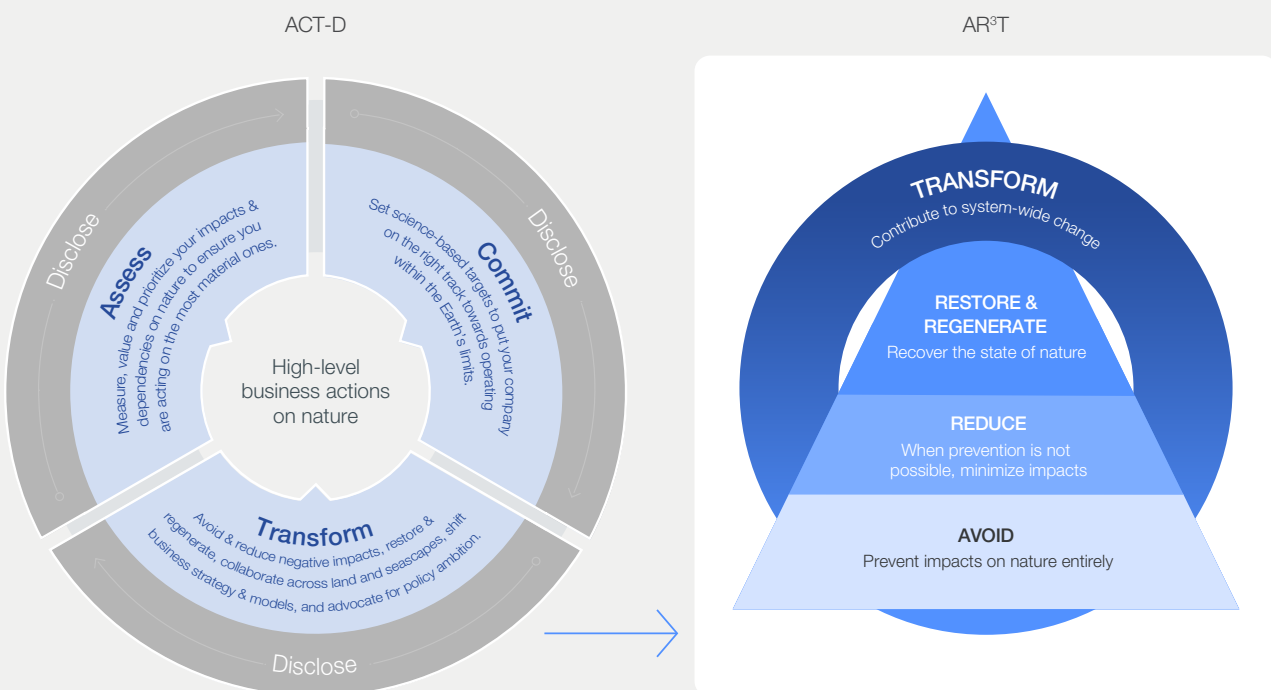 ACT-D
Disclose
Assess
Measure, value and prioritize your impacts &
dependencies on nature to ensure you
are acting on the most material ones.
Disclose
Commit
Set science-based targets to put your company
on the right track towards operating
within the Earth's limits.
High-level
business actions
on nature
Transform
Avoid & reduce negative impacts, restore &
regenerate, collaborate across land and seascapes, shift
business strategy & models, and advocate for policy ambition.
Disclose
AR³T
TRANSFORM
Contribute to system-wide change
RESTORE &
REGENERATE
Recover the state of nature
REDUCE
When prevention is not
possible, minimize impacts
AVOID
Prevent impacts on nature entirely